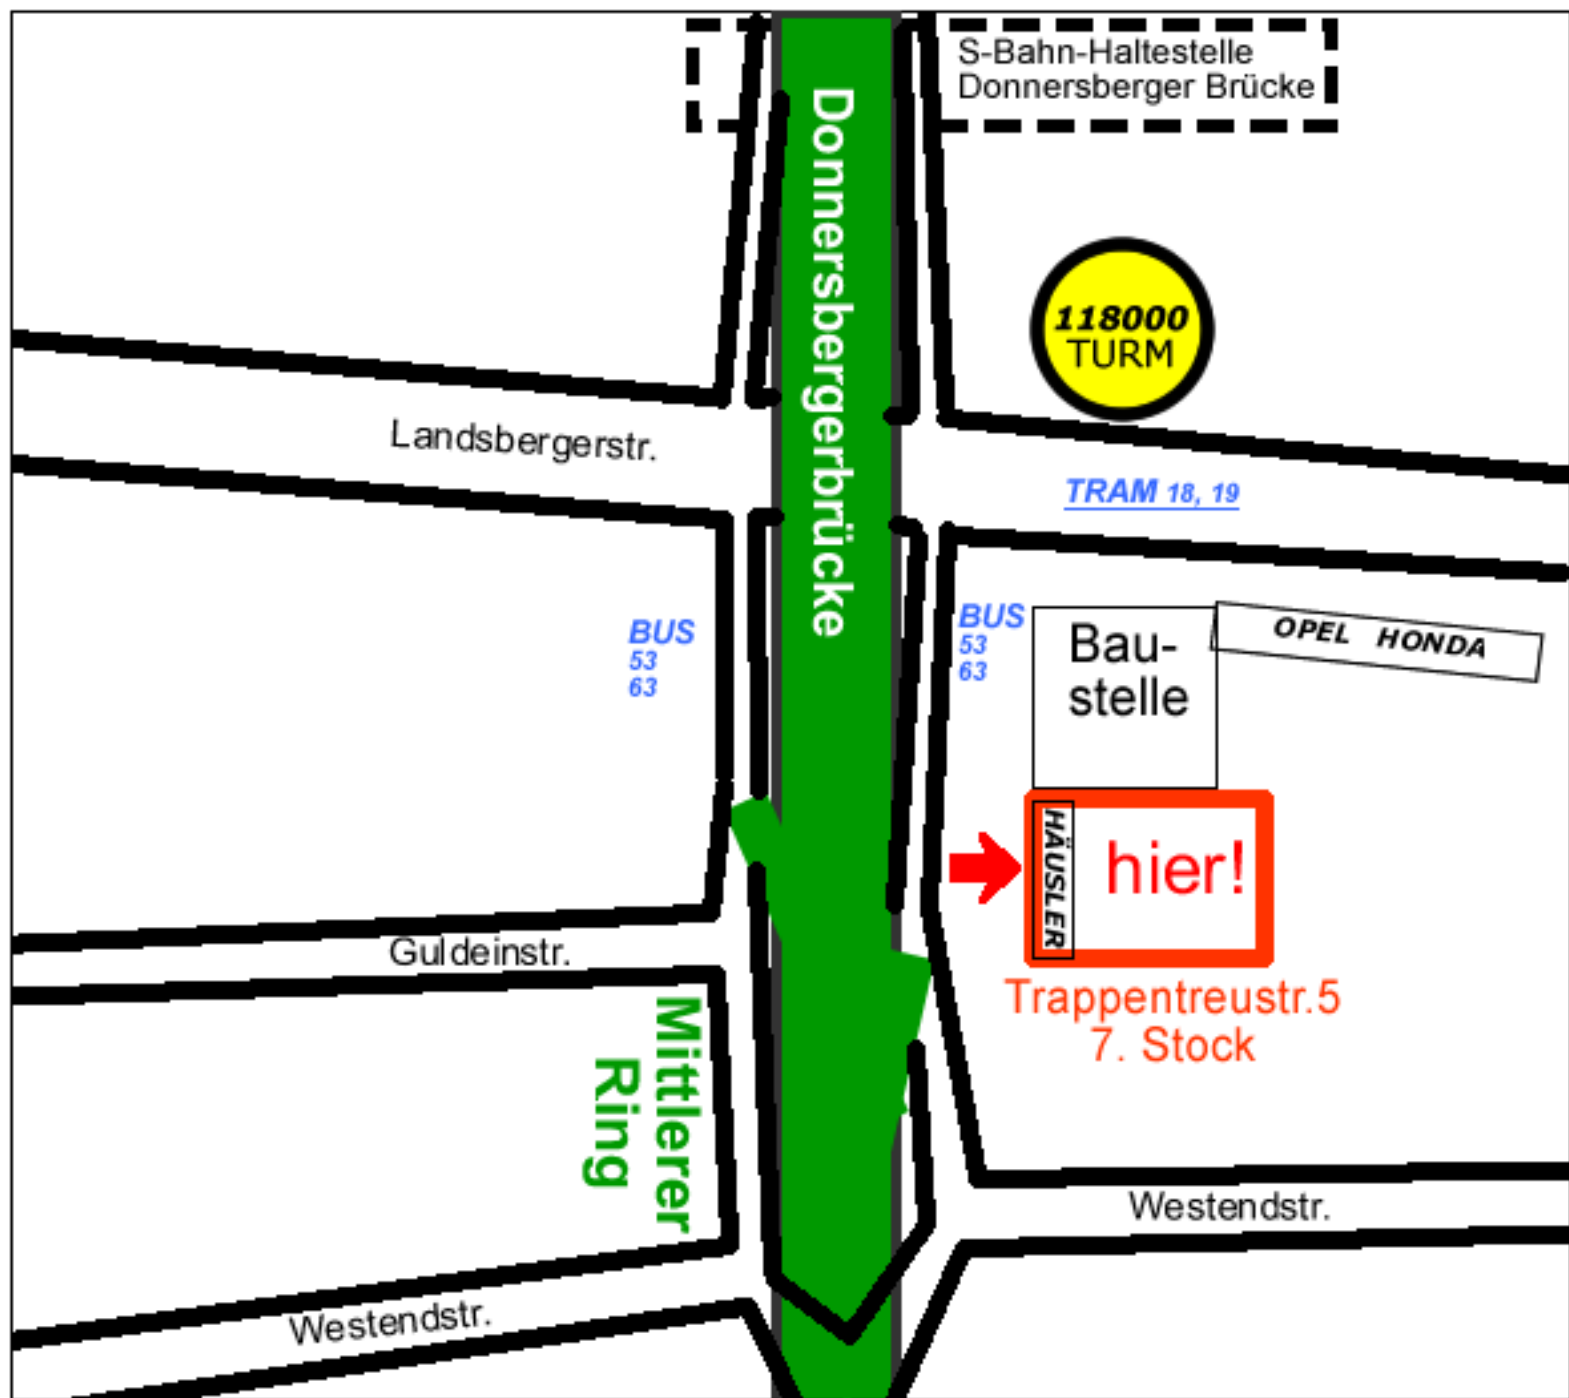 S-Bahn-Haltestelle
Donnersberger Brücke
Donnersbergerbrücke
118000
TURM
Landsbergerstr.
TRAM 18, 19
BUS
53
63
BUS
53
63
Bau-
stelle
OPEL HONDA
HÄUSLER
hier!
Guldeinstr.
Trappentreustr.5
7. Stock
Mittlerer
Ring
Westendstr.
Westendstr.